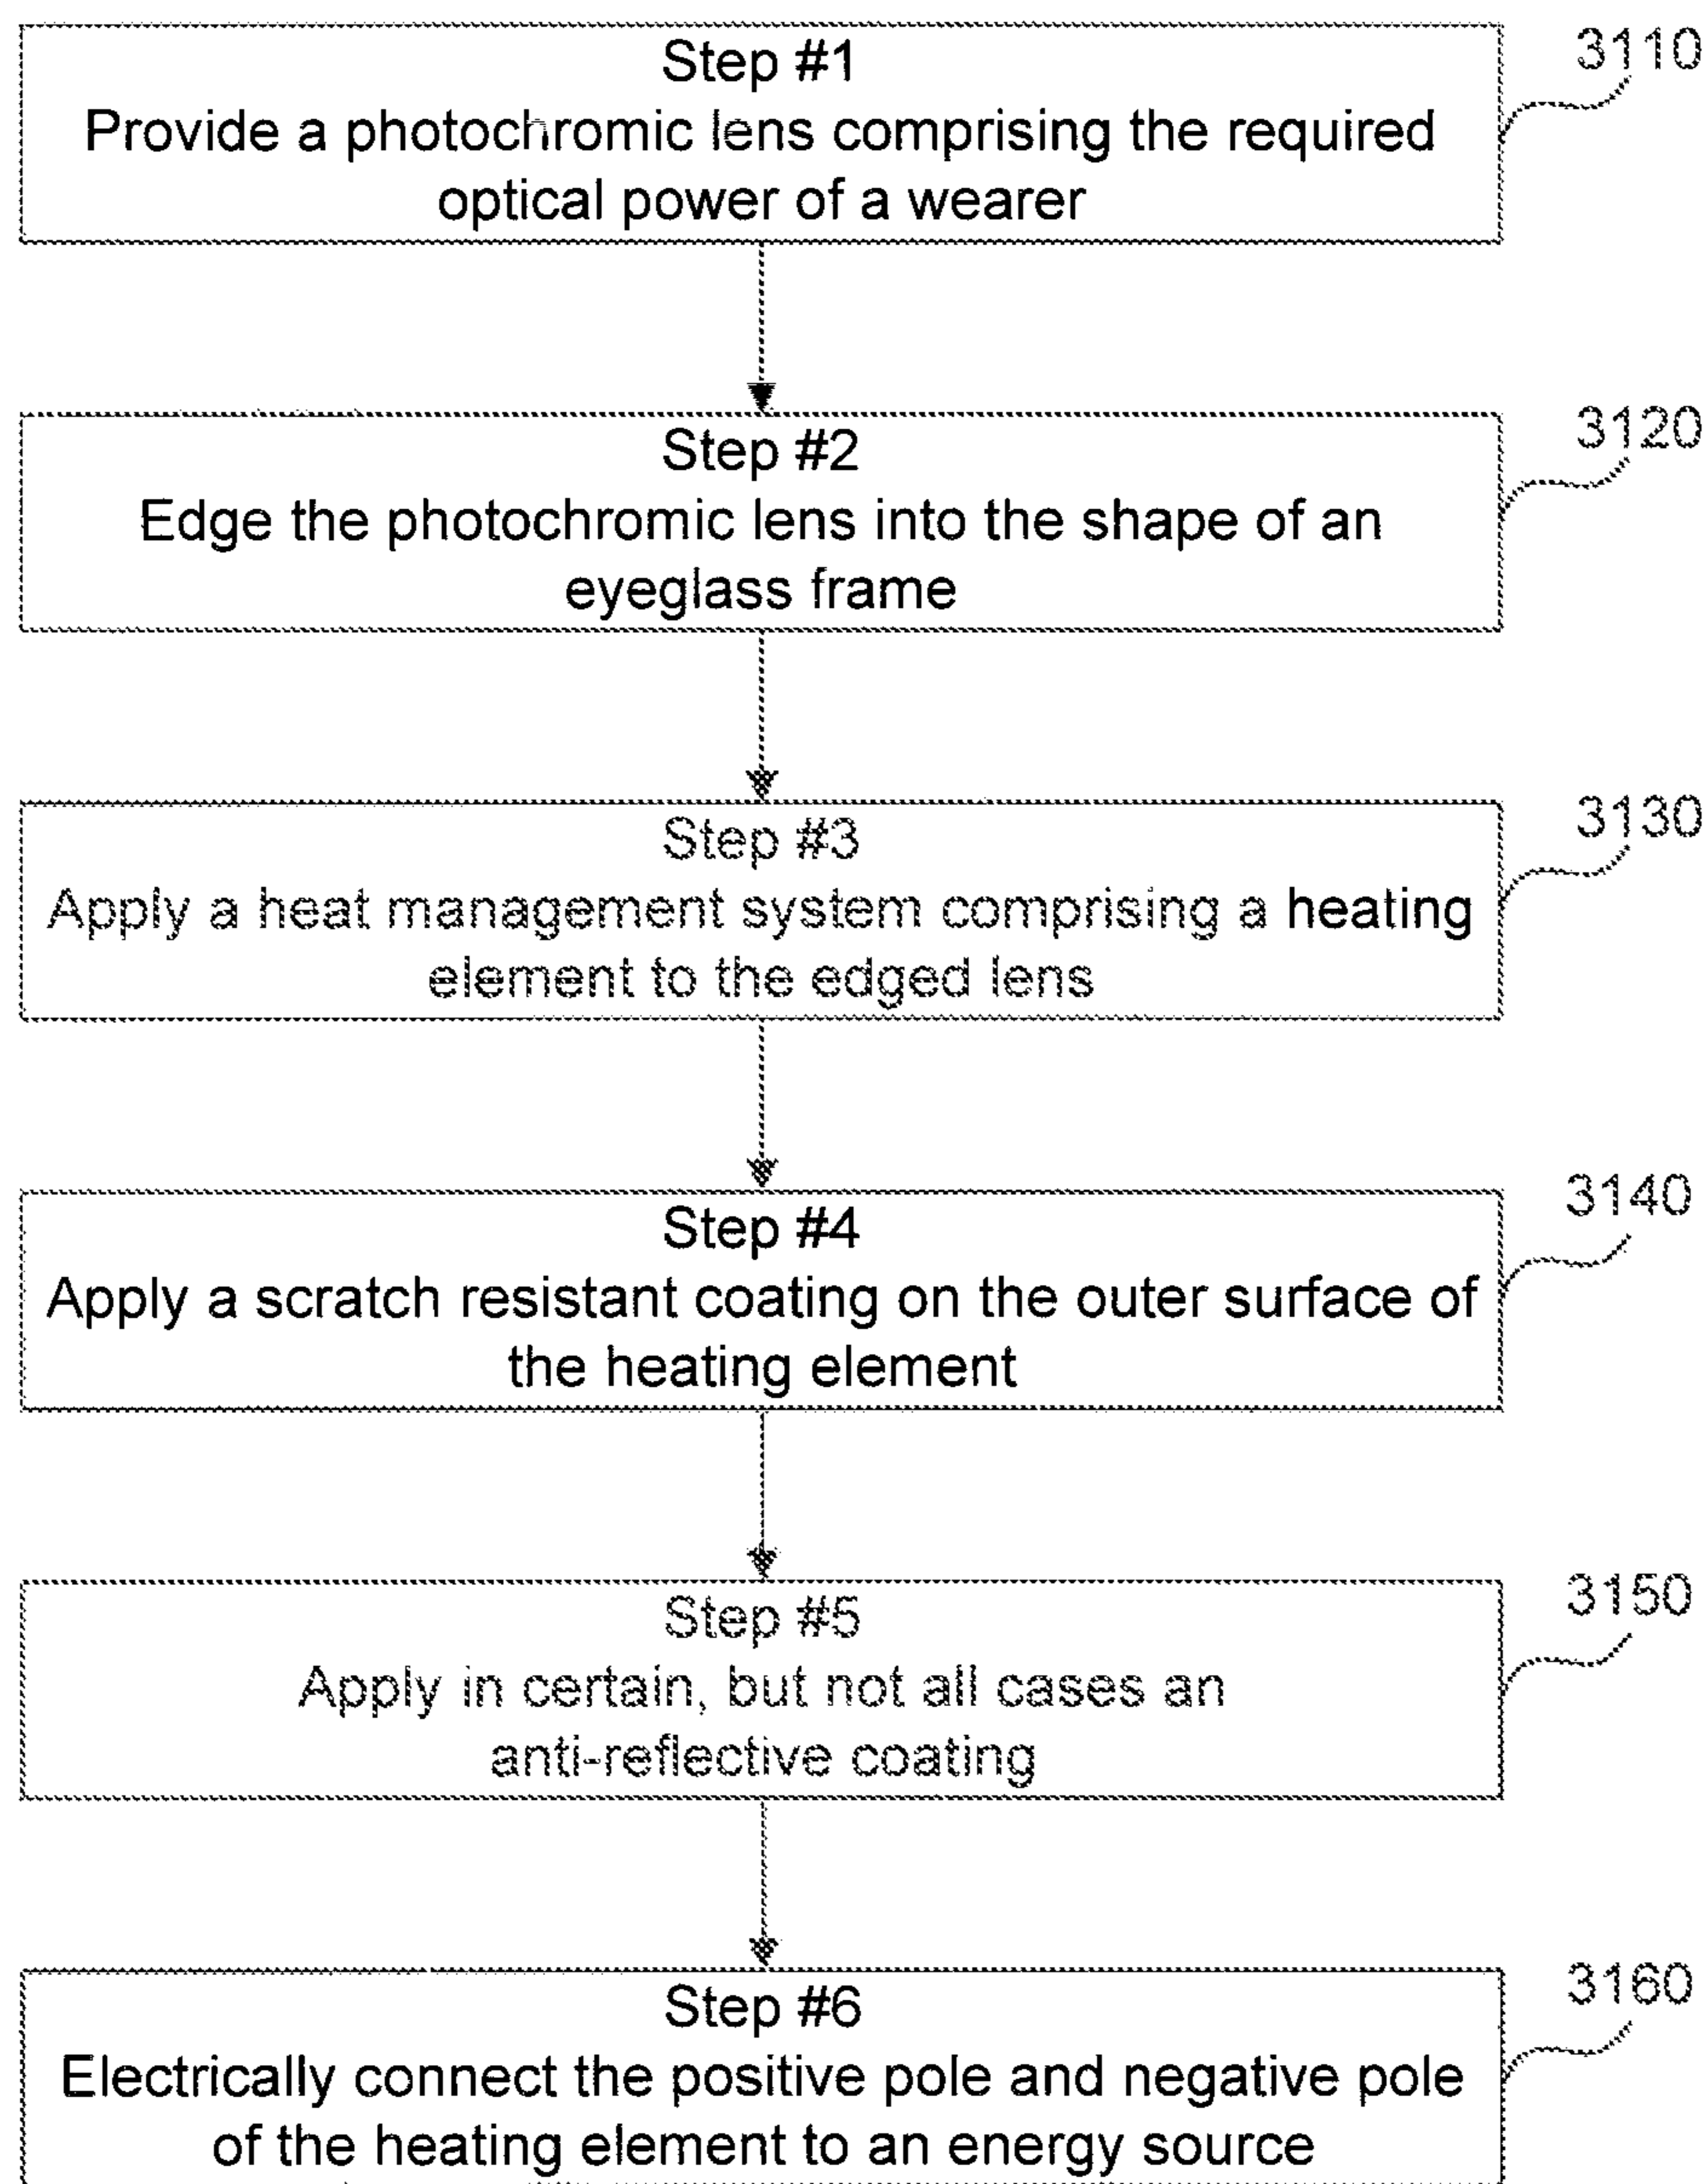 Step #1
3110
Provide a photochromic lens comprising the required
optical power of a wearer
Step #2
3120
Edge the photochromic lens into the shape of an
eyeglass frame
Step #3
3130
Apply a heat management system comprising a heating
element to the edged lens
Step #4
3140
Apply a scratch resistant coating on the outer surface of
the heating element
Step #5
3150
Apply in certain, but not all cases an
anti-reflective coating
Step #6
3160
Electrically connect the positive pole and negative pole
of the heating element to an energy source